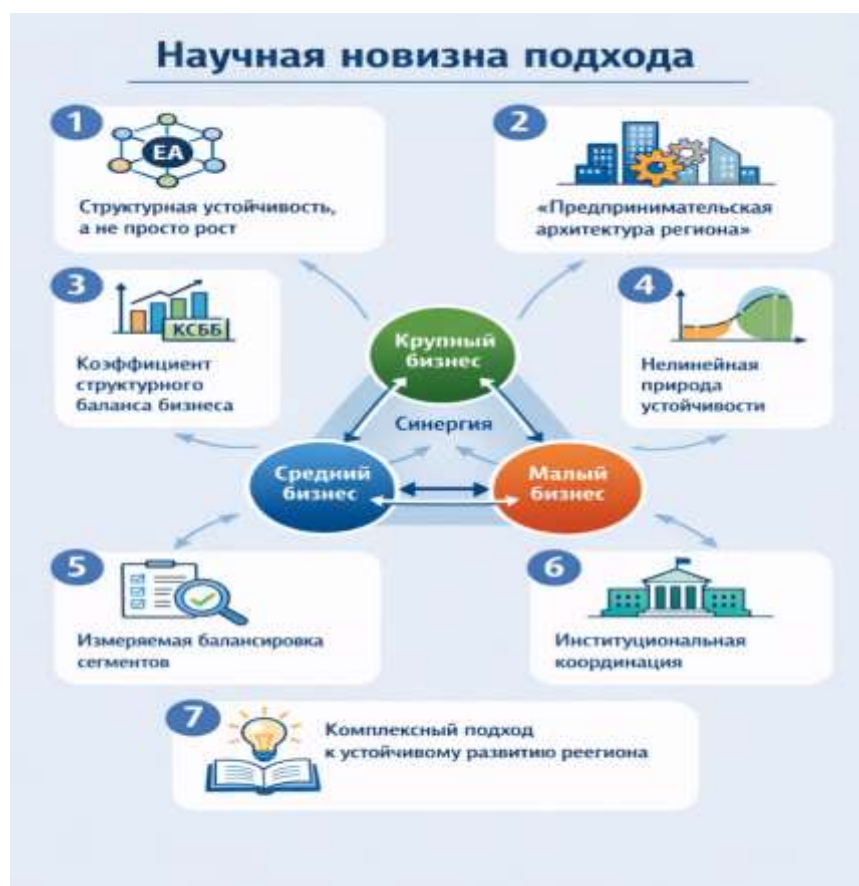 Научная новизна подхода
1
EA
Структурная устойчивость,
а не просто рост
2
«Предпринимательская
архитектура региона»
3
КСББ
Коэффициент
структурного
баланса бизнеса
4
Нелинейная
природа
устойчивости
Крупный
бизнес
Синергия
Средний
бизнес
Малый
бизнес
5
Измеряемая балансировка
сегментов
6
Институциональная
координация
7
Комплексный подход
к устойчивому развитию реегиона